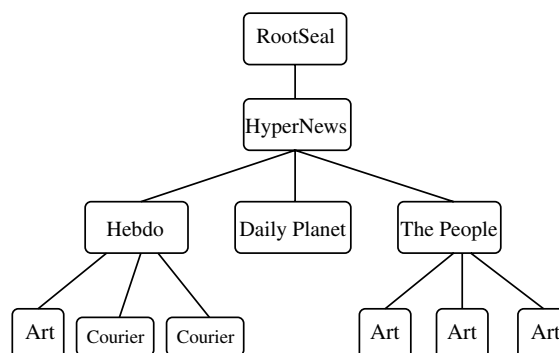 RootSeal
HyperNews
Hebdo
Daily Planet
The People
Art
Courier
Courier
Art
Art
Art